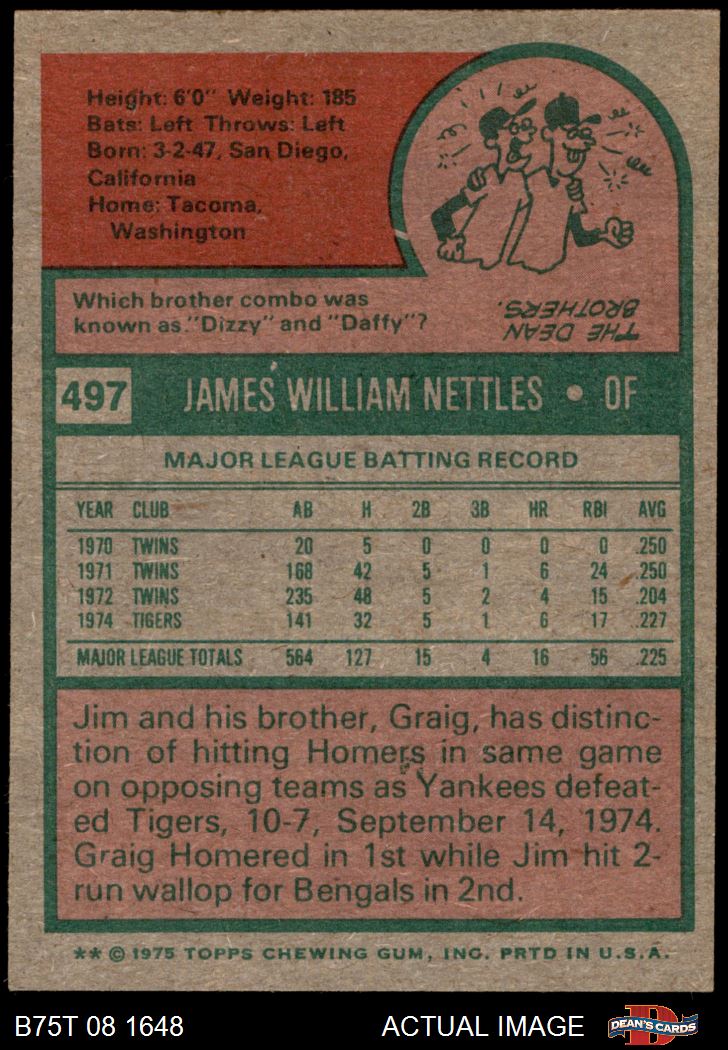 Height: 6'0" Weight: 185
Bats: Left Throws: Left
Born: 3-2-47, San Diego,
California
Home: Tacoma,
Washington
Which brother combo was
known as "Dizzy" and "Daffy"?
THE DEAN
BROTHERS.
497 JAMES WILLIAM NETTLES • OF
MAJOR LEAGUE BATTING RECORD
YEAR CLUB AB H 2B 3B HR RBI AVG
1970 TWINS 20 5 0 0 0 0 .250
1971 TWINS 168 42 5 1 6 24 .250
1972 TWINS 235 48 5 2 4 15 .204
1974 TIGERS 141 32 5 1 6 17 .227
MAJOR LEAGUE TOTALS 564 127 15 4 16 56 .225
Jim and his brother, Graig, has distinc-
tion of hitting Homers in same game
on opposing teams as Yankees defeat-
ed Tigers, 10-7, September 14, 1974.
Graig Homered in 1st while Jim hit 2-
run wallop for Bengals in 2nd.
** © 1975 TOPPS CHEWING GUM, INC. PRTD IN U.S.A.
B75T 08 1648 ACTUAL IMAGE DEAN'S CARDS